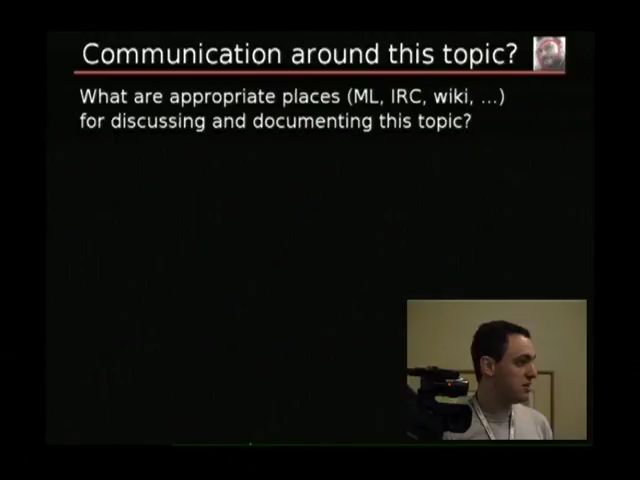 Communication around this topic?
What are appropriate places (ML, IRC, wiki, ...)
for discussing and documenting this topic?